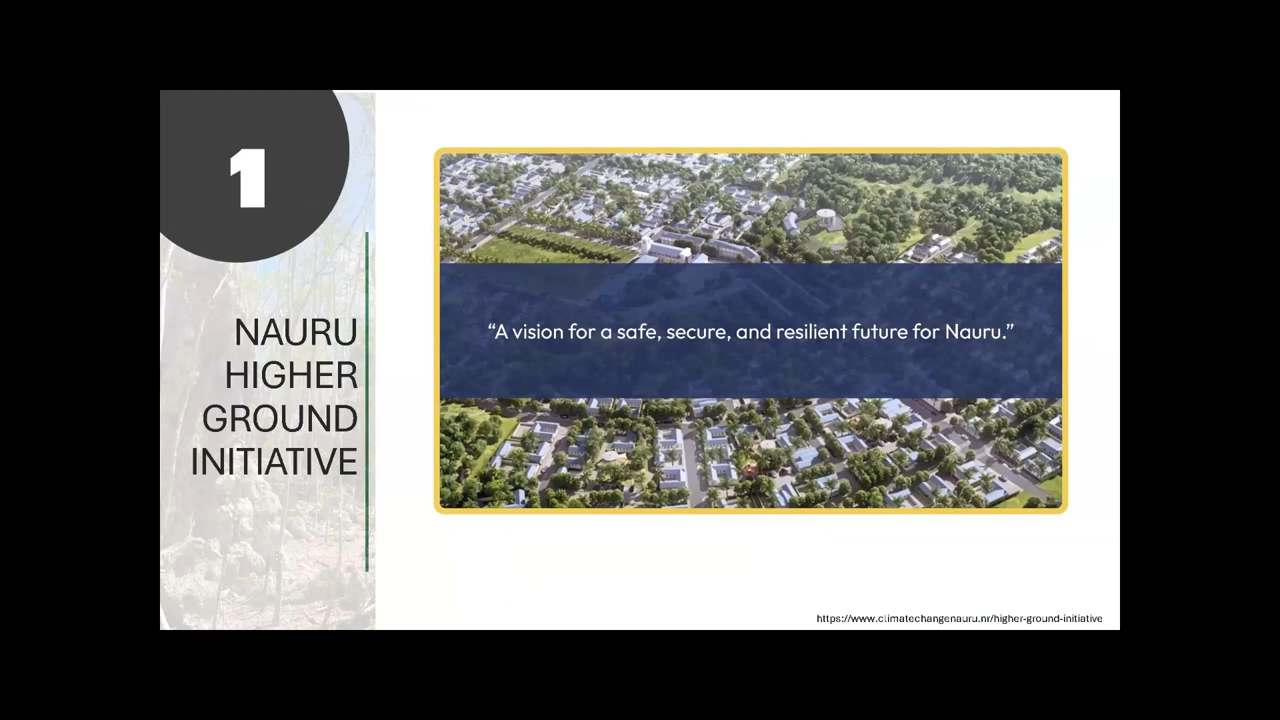 1
NAURU
HIGHER
GROUND
INITIATIVE
“A vision for a safe, secure, and resilient future for Nauru.”
https://www.climatechangenauru.nr/higher-ground-initiative